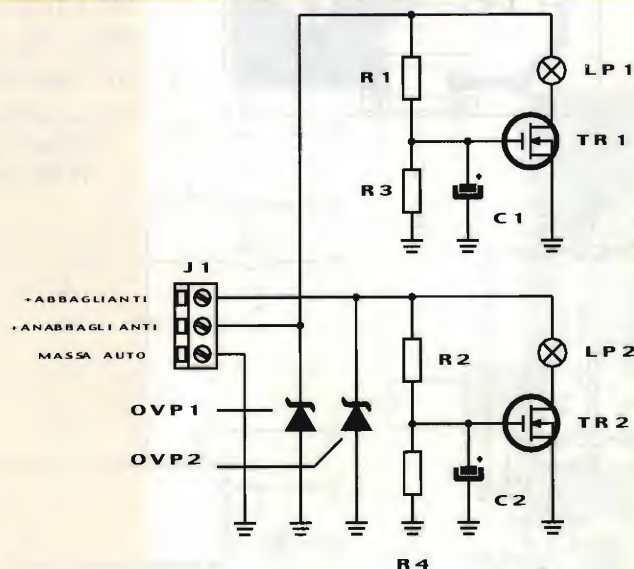 R1
LP1
TR1
R3
C1
J1
+ABBAGLIANTI
+ANABBAGLIANTI
MASSA AUTO
R2
LP2
OVP1
TR2
OVP2
C2
R4